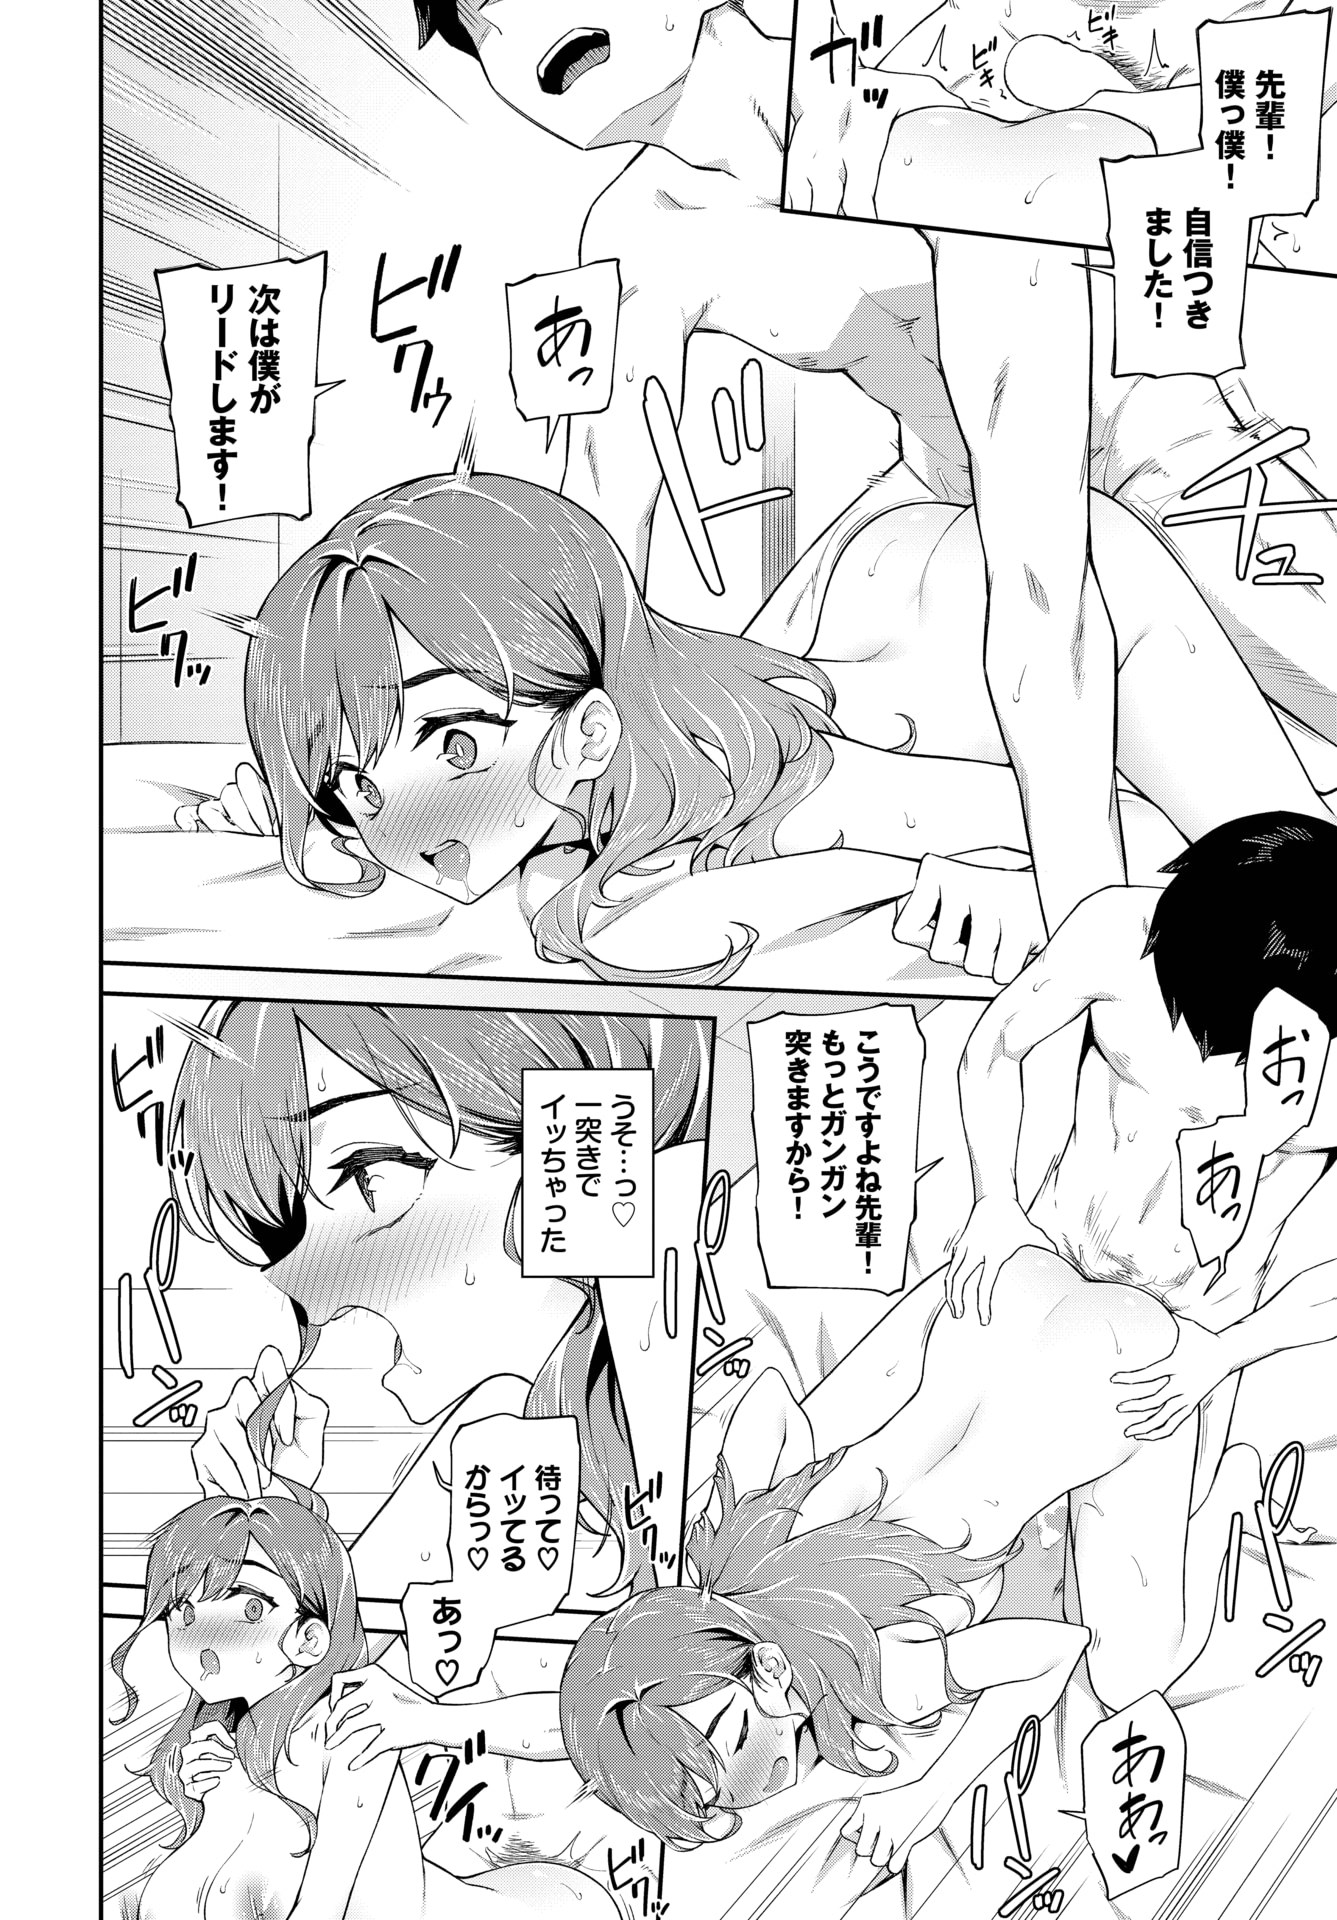 先輩！
僕っ僕！
自信つき
ました！
ビキ
ビキ
ガッ
次は僕が
リードします！
あっ
ビクゥ
ドチュ
ビクッ
こうですよね先輩！
もっとガンガン
突きますから！
おっ
あっ
うそ…っ♡
一突きで
イッちゃった
ビクッ
パンッ
パンッ
待って♡
イッてる
からっ♡
あっ♡
ビクッ
グイッ
ビクッ
パンッ
パンッ
ああっ♥